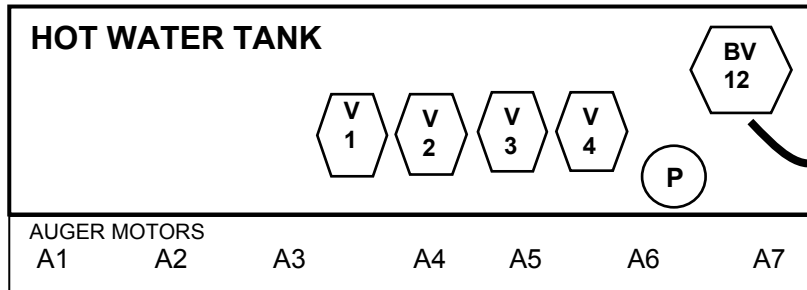 HOT WATER TANK
BV
12
V
1
V
2
V
3
V
4
P
AUGER MOTORS
A1 A2 A3 A4 A5 A6 A7